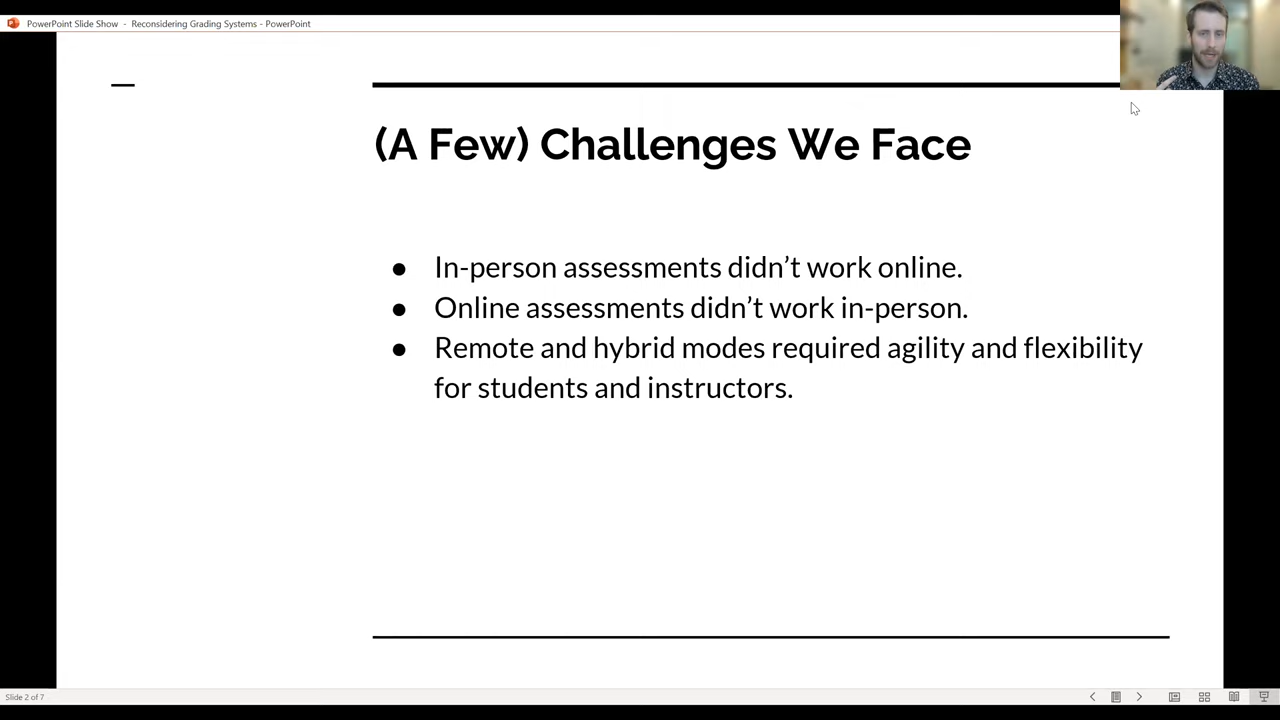 PowerPoint Slide Show - Reconsidering Grading Systems - PowerPoint
(A Few) Challenges We Face
● In-person assessments didn’t work online.
● Online assessments didn’t work in-person.
● Remote and hybrid modes required agility and flexibility
for students and instructors.
Slide 2 of 7